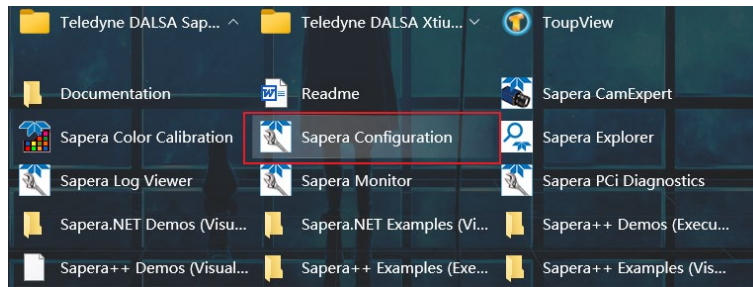 Teledyne DALSA Sap...
Teledyne DALSA Xtiu...
ToupView
Documentation
Readme
Sapera CamExpert
Sapera Color Calibration
Sapera Configuration
Sapera Explorer
Sapera Log Viewer
Sapera Monitor
Sapera PCi Diagnostics
Sapera.NET Demos (Visu...
Sapera.NET Examples (Vi...
Sapera++ Demos (Execu...
Sapera++ Demos (Visual...
Sapera++ Examples (Exe...
Sapera++ Examples (Vis...